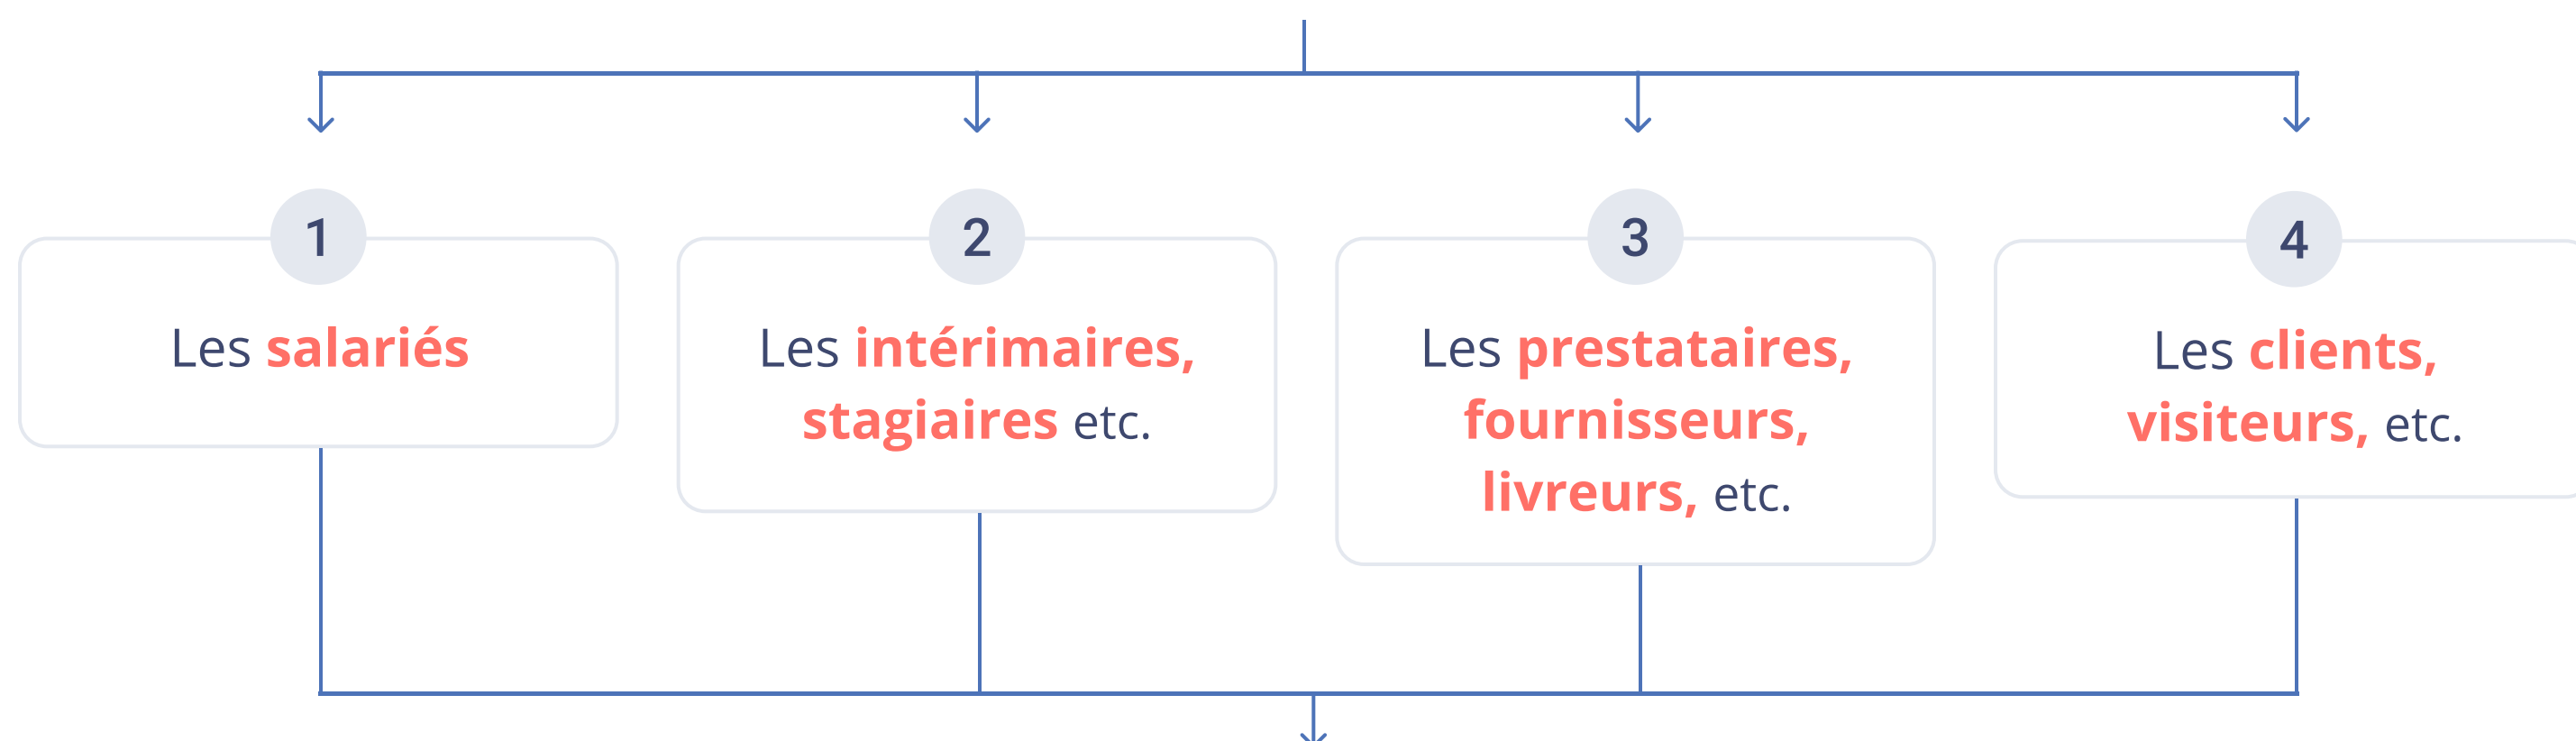 1
Les salariés
2
Les intérimaires,
stagiaires etc.
3
Les prestataires,
fournisseurs,
livreurs, etc.
4
Les clients,
visiteurs, etc.